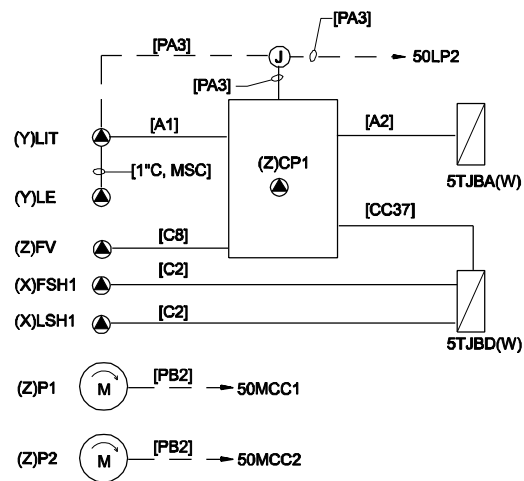 [PA3]
[PA3]
J
50LP2
[PA3]
(Y)LIT
[A1]
[A2]
(Z)CP1
[1"C, MSC]
5TJBA(W)
(Y)LE
[CC37]
(Z)FV
[C8]
(X)FSH1
[C2]
(X)LSH1
[C2]
5TJBD(W)
(Z)P1
M
[PB2]
50MCC1
(Z)P2
M
[PB2]
50MCC2